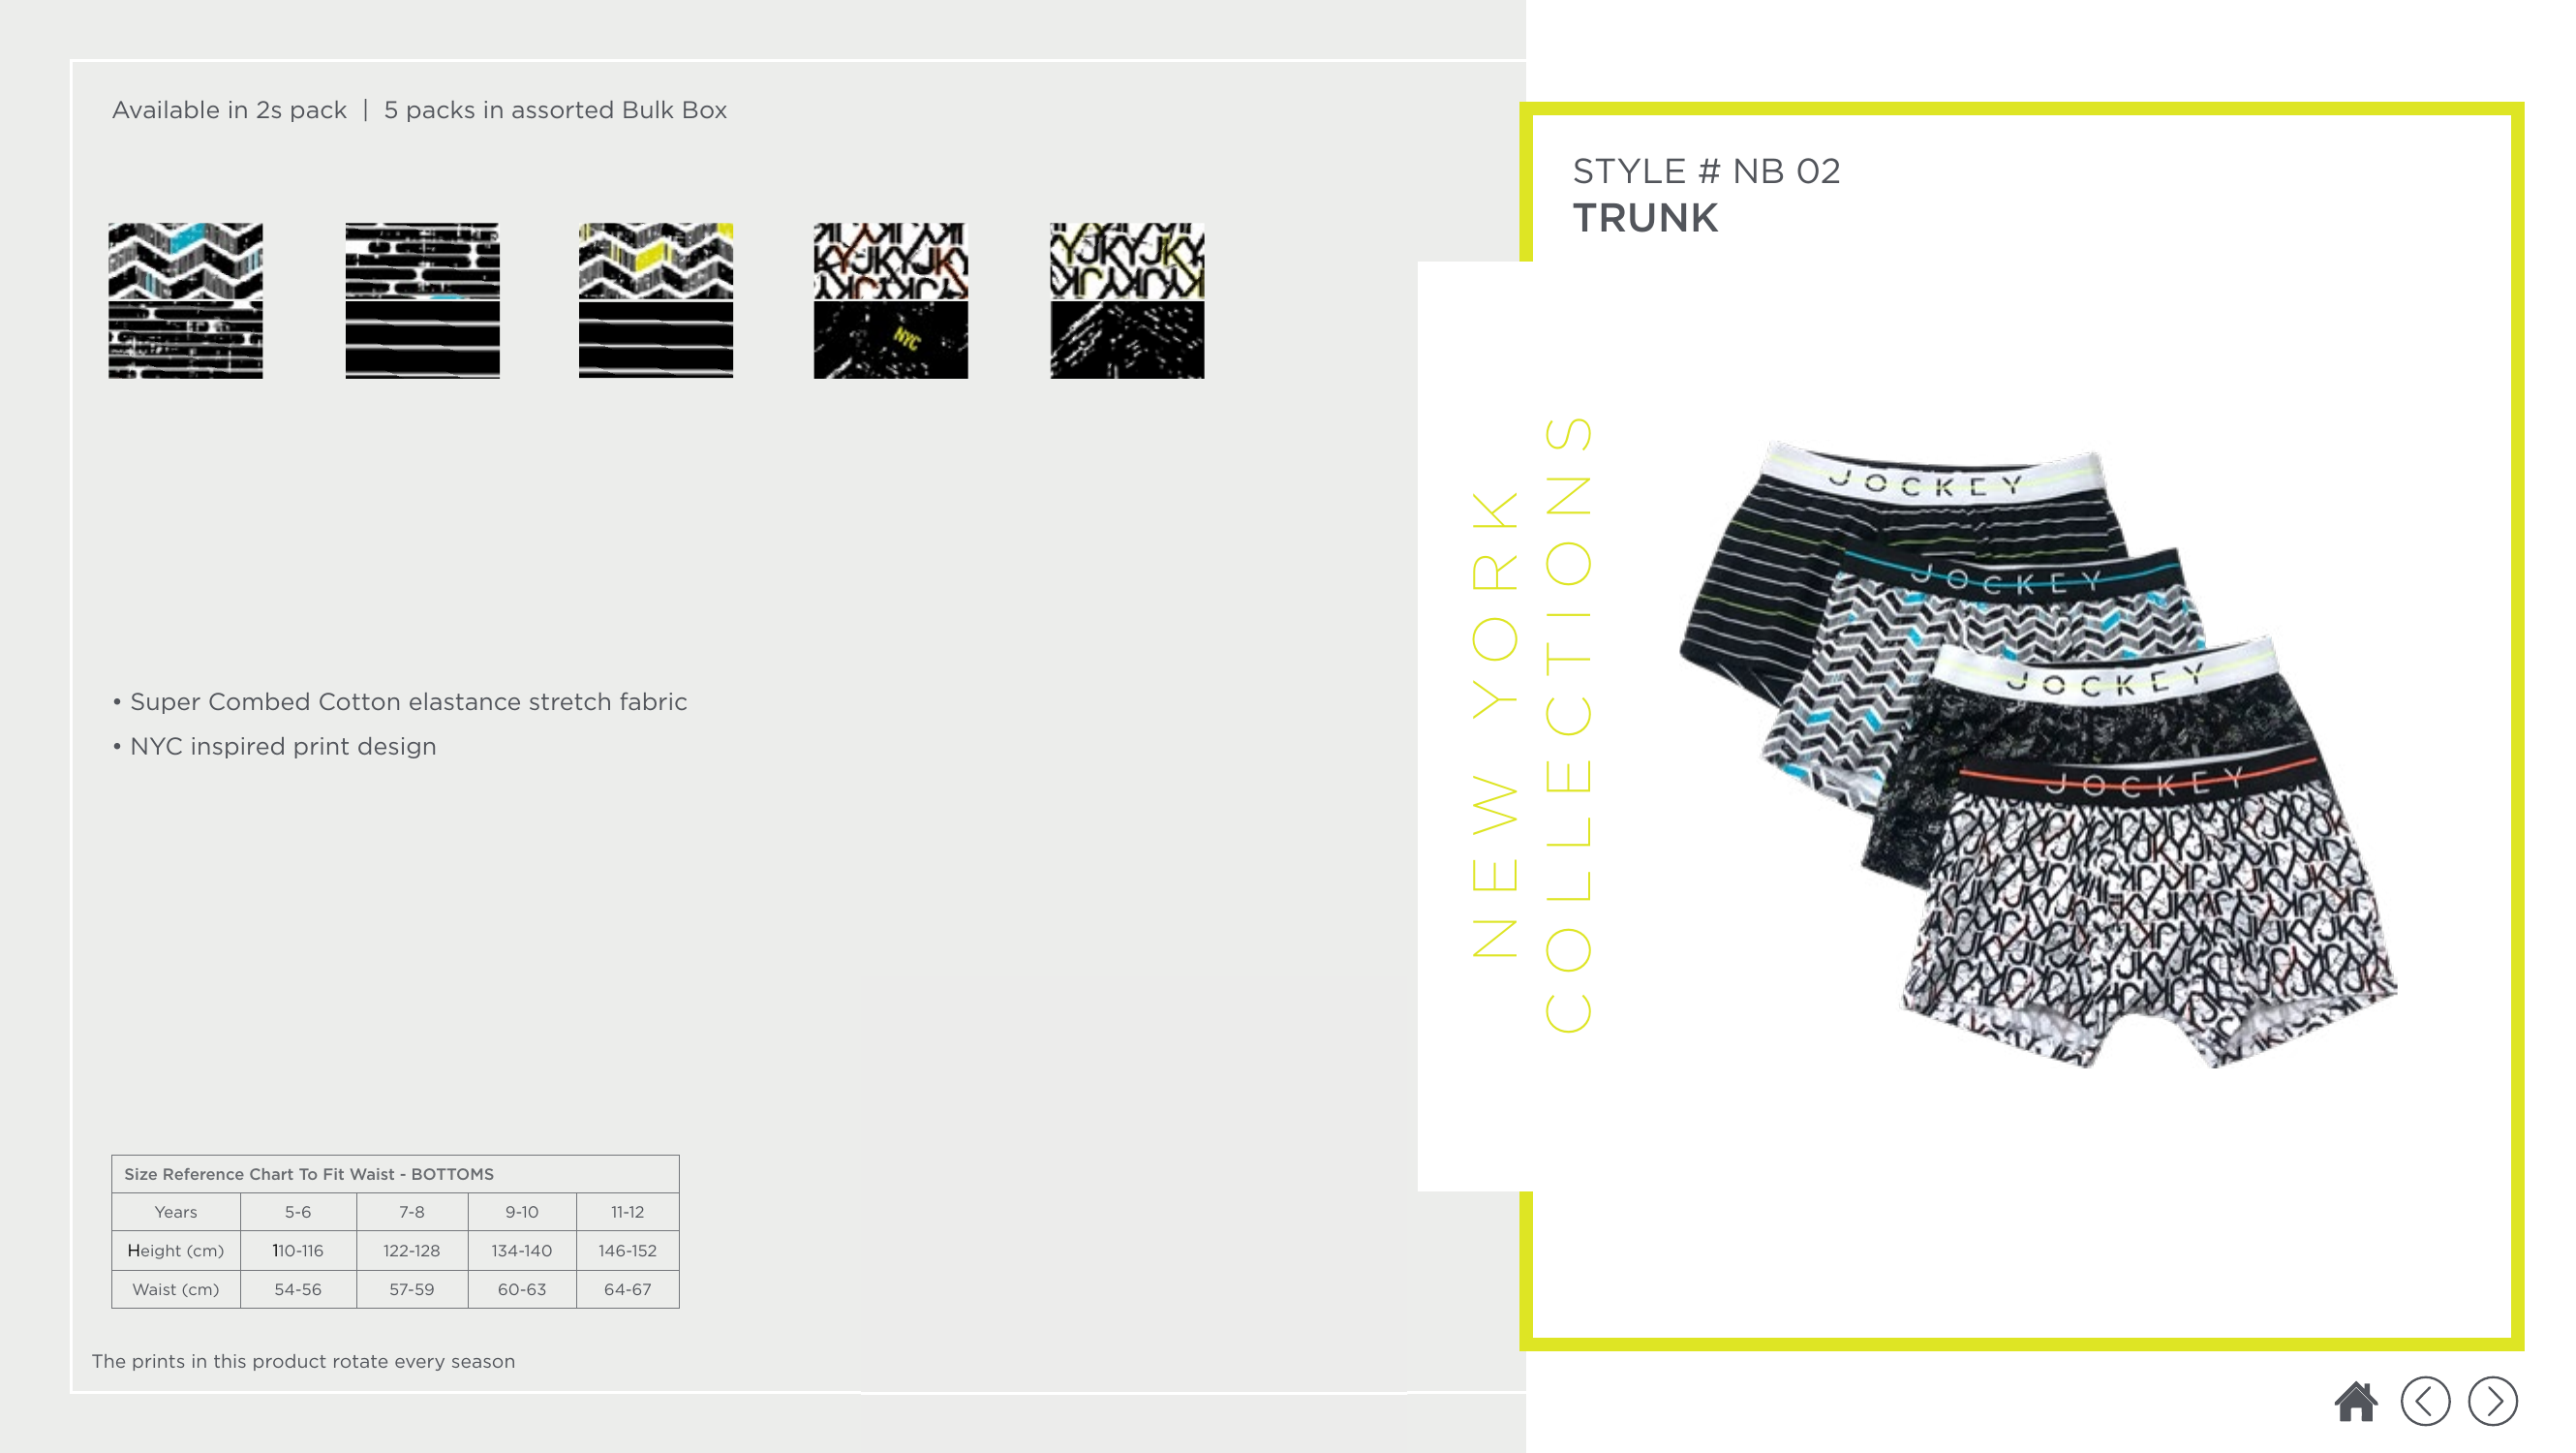 Available in 2s pack | 5 packs in assorted Bulk Box
NYC
• Super Combed Cotton elastance stretch fabric
• NYC inspired print design
Size Reference Chart To Fit Waist - BOTTOMS
Years 5-6 7-8 9-10 11-12
Height (cm) 110-116 122-128 134-140 146-152
Waist (cm) 54-56 57-59 60-63 64-67
The prints in this product rotate every season
STYLE # NB 02
TRUNK
NEW YORK
COLLECTIONS
JOCKEY
JOCKEY
JOCKEY
JOCKEY